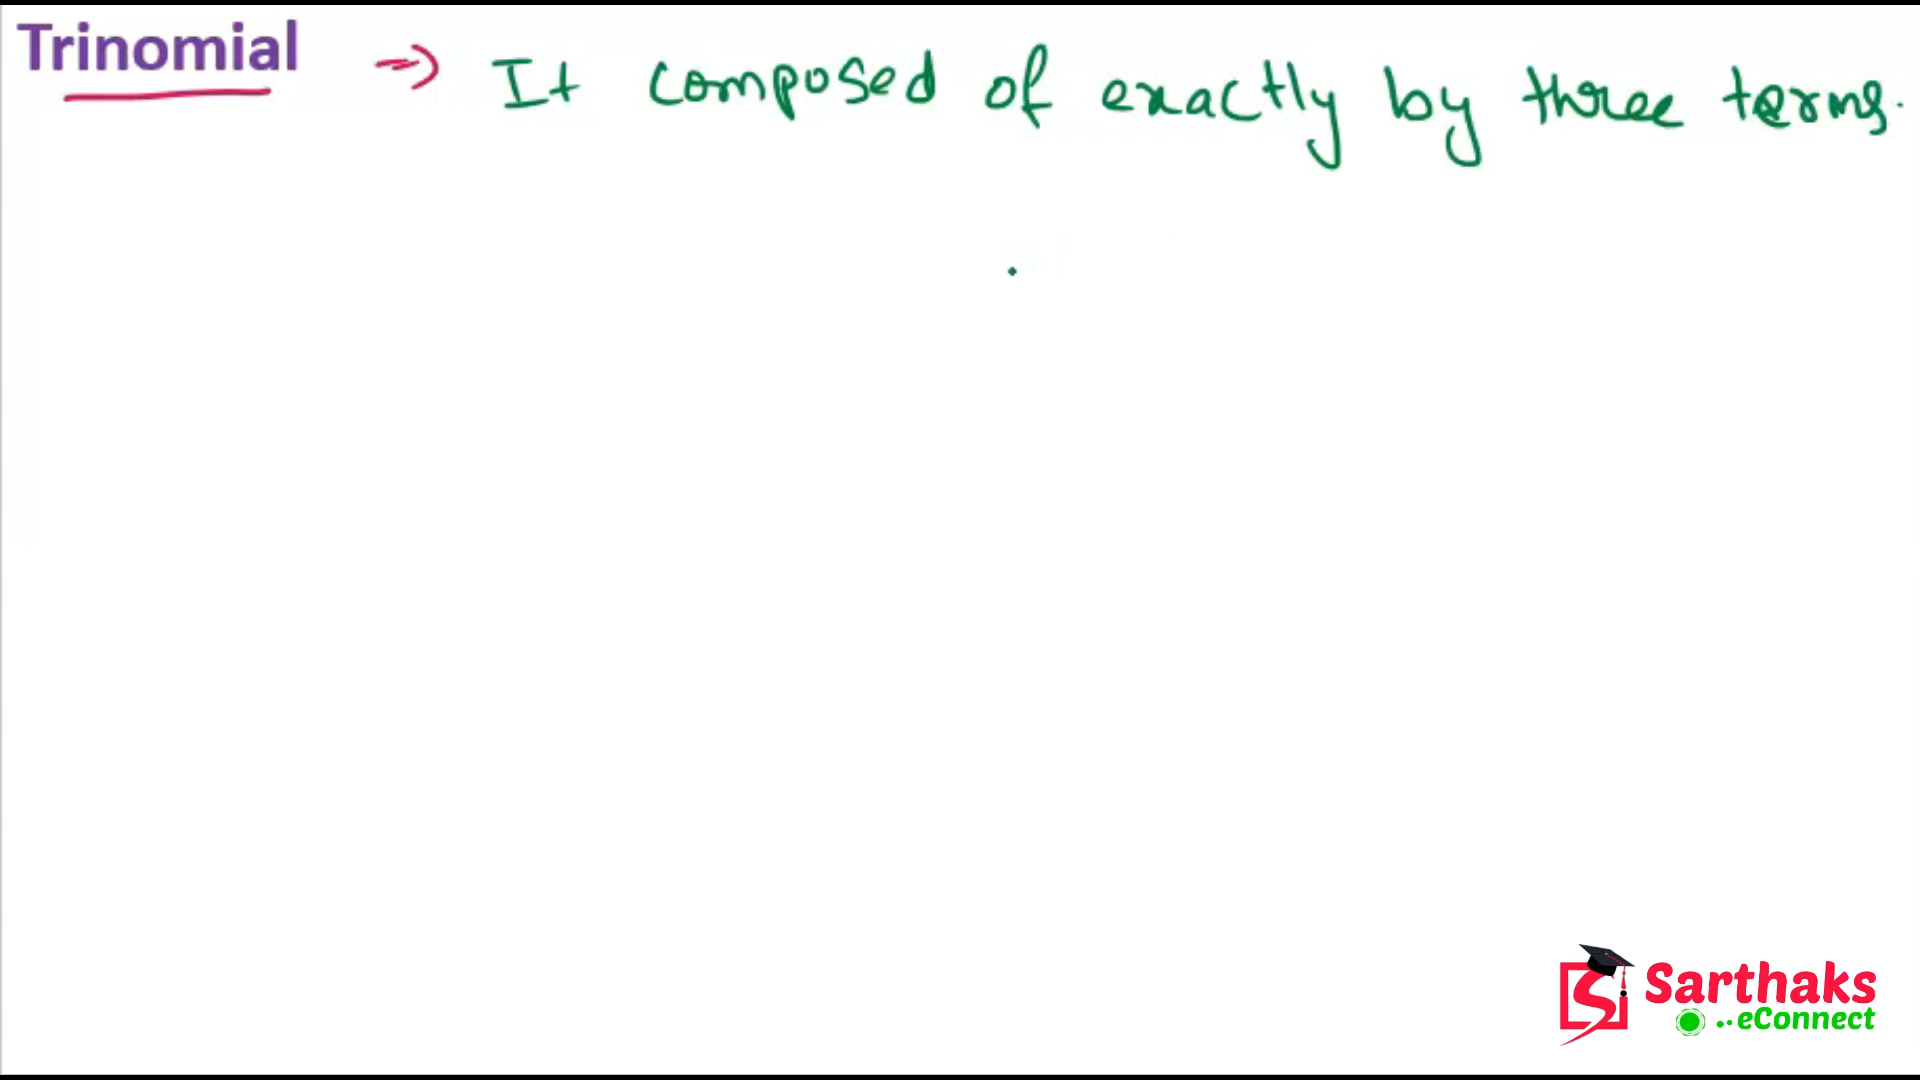 Trinomial => It composed of exactly by three terms.
Sarthaks
eConnect